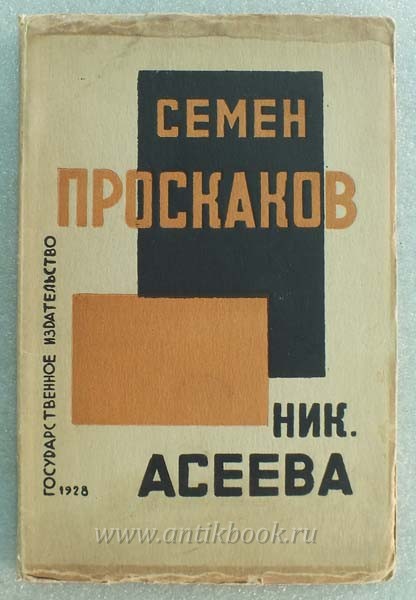 СЕМЕН
ПРОСКАКОВ
ГОСУДАРСТВЕННОЕ ИЗДАТЕЛЬСТВО
1928
НИК.
АСЕЕВА
www.antikbook.ru